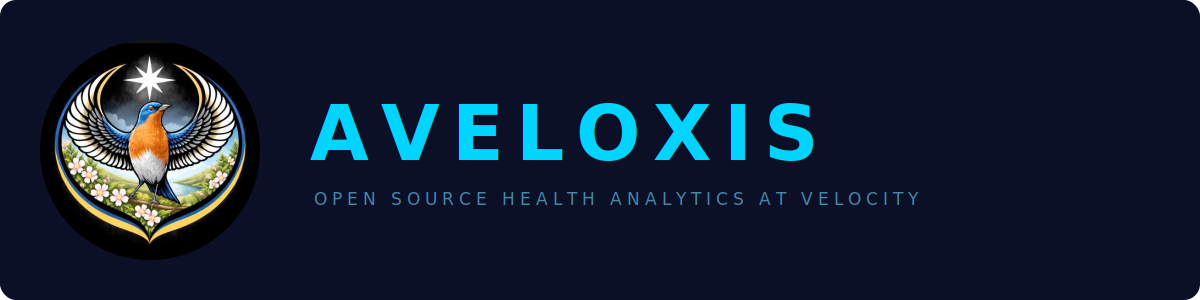 AVELOXIS
OPEN SOURCE HEALTH ANALYTICS AT VELOCITY